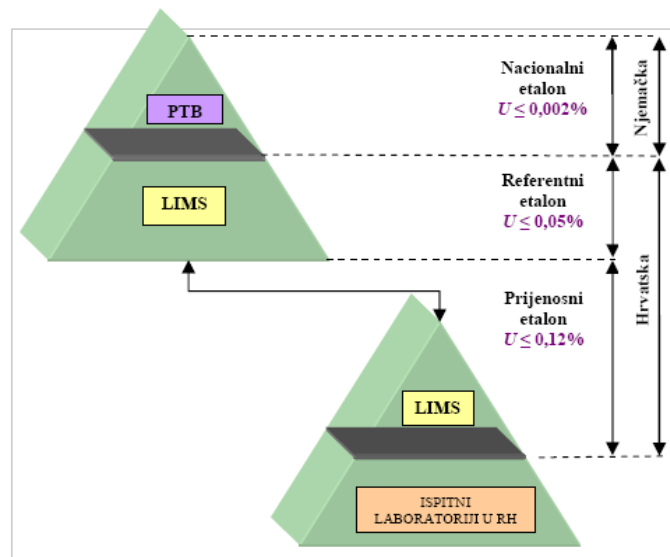 PTB
LIMS
Nacionalni
etalon
U ≤ 0,002%
Njemačka
Referentni
etalon
U ≤ 0,05%
Prijenosni
etalon
U ≤ 0,12%
Hrvatska
LIMS
ISPITNI
LABORATORIJI U RH